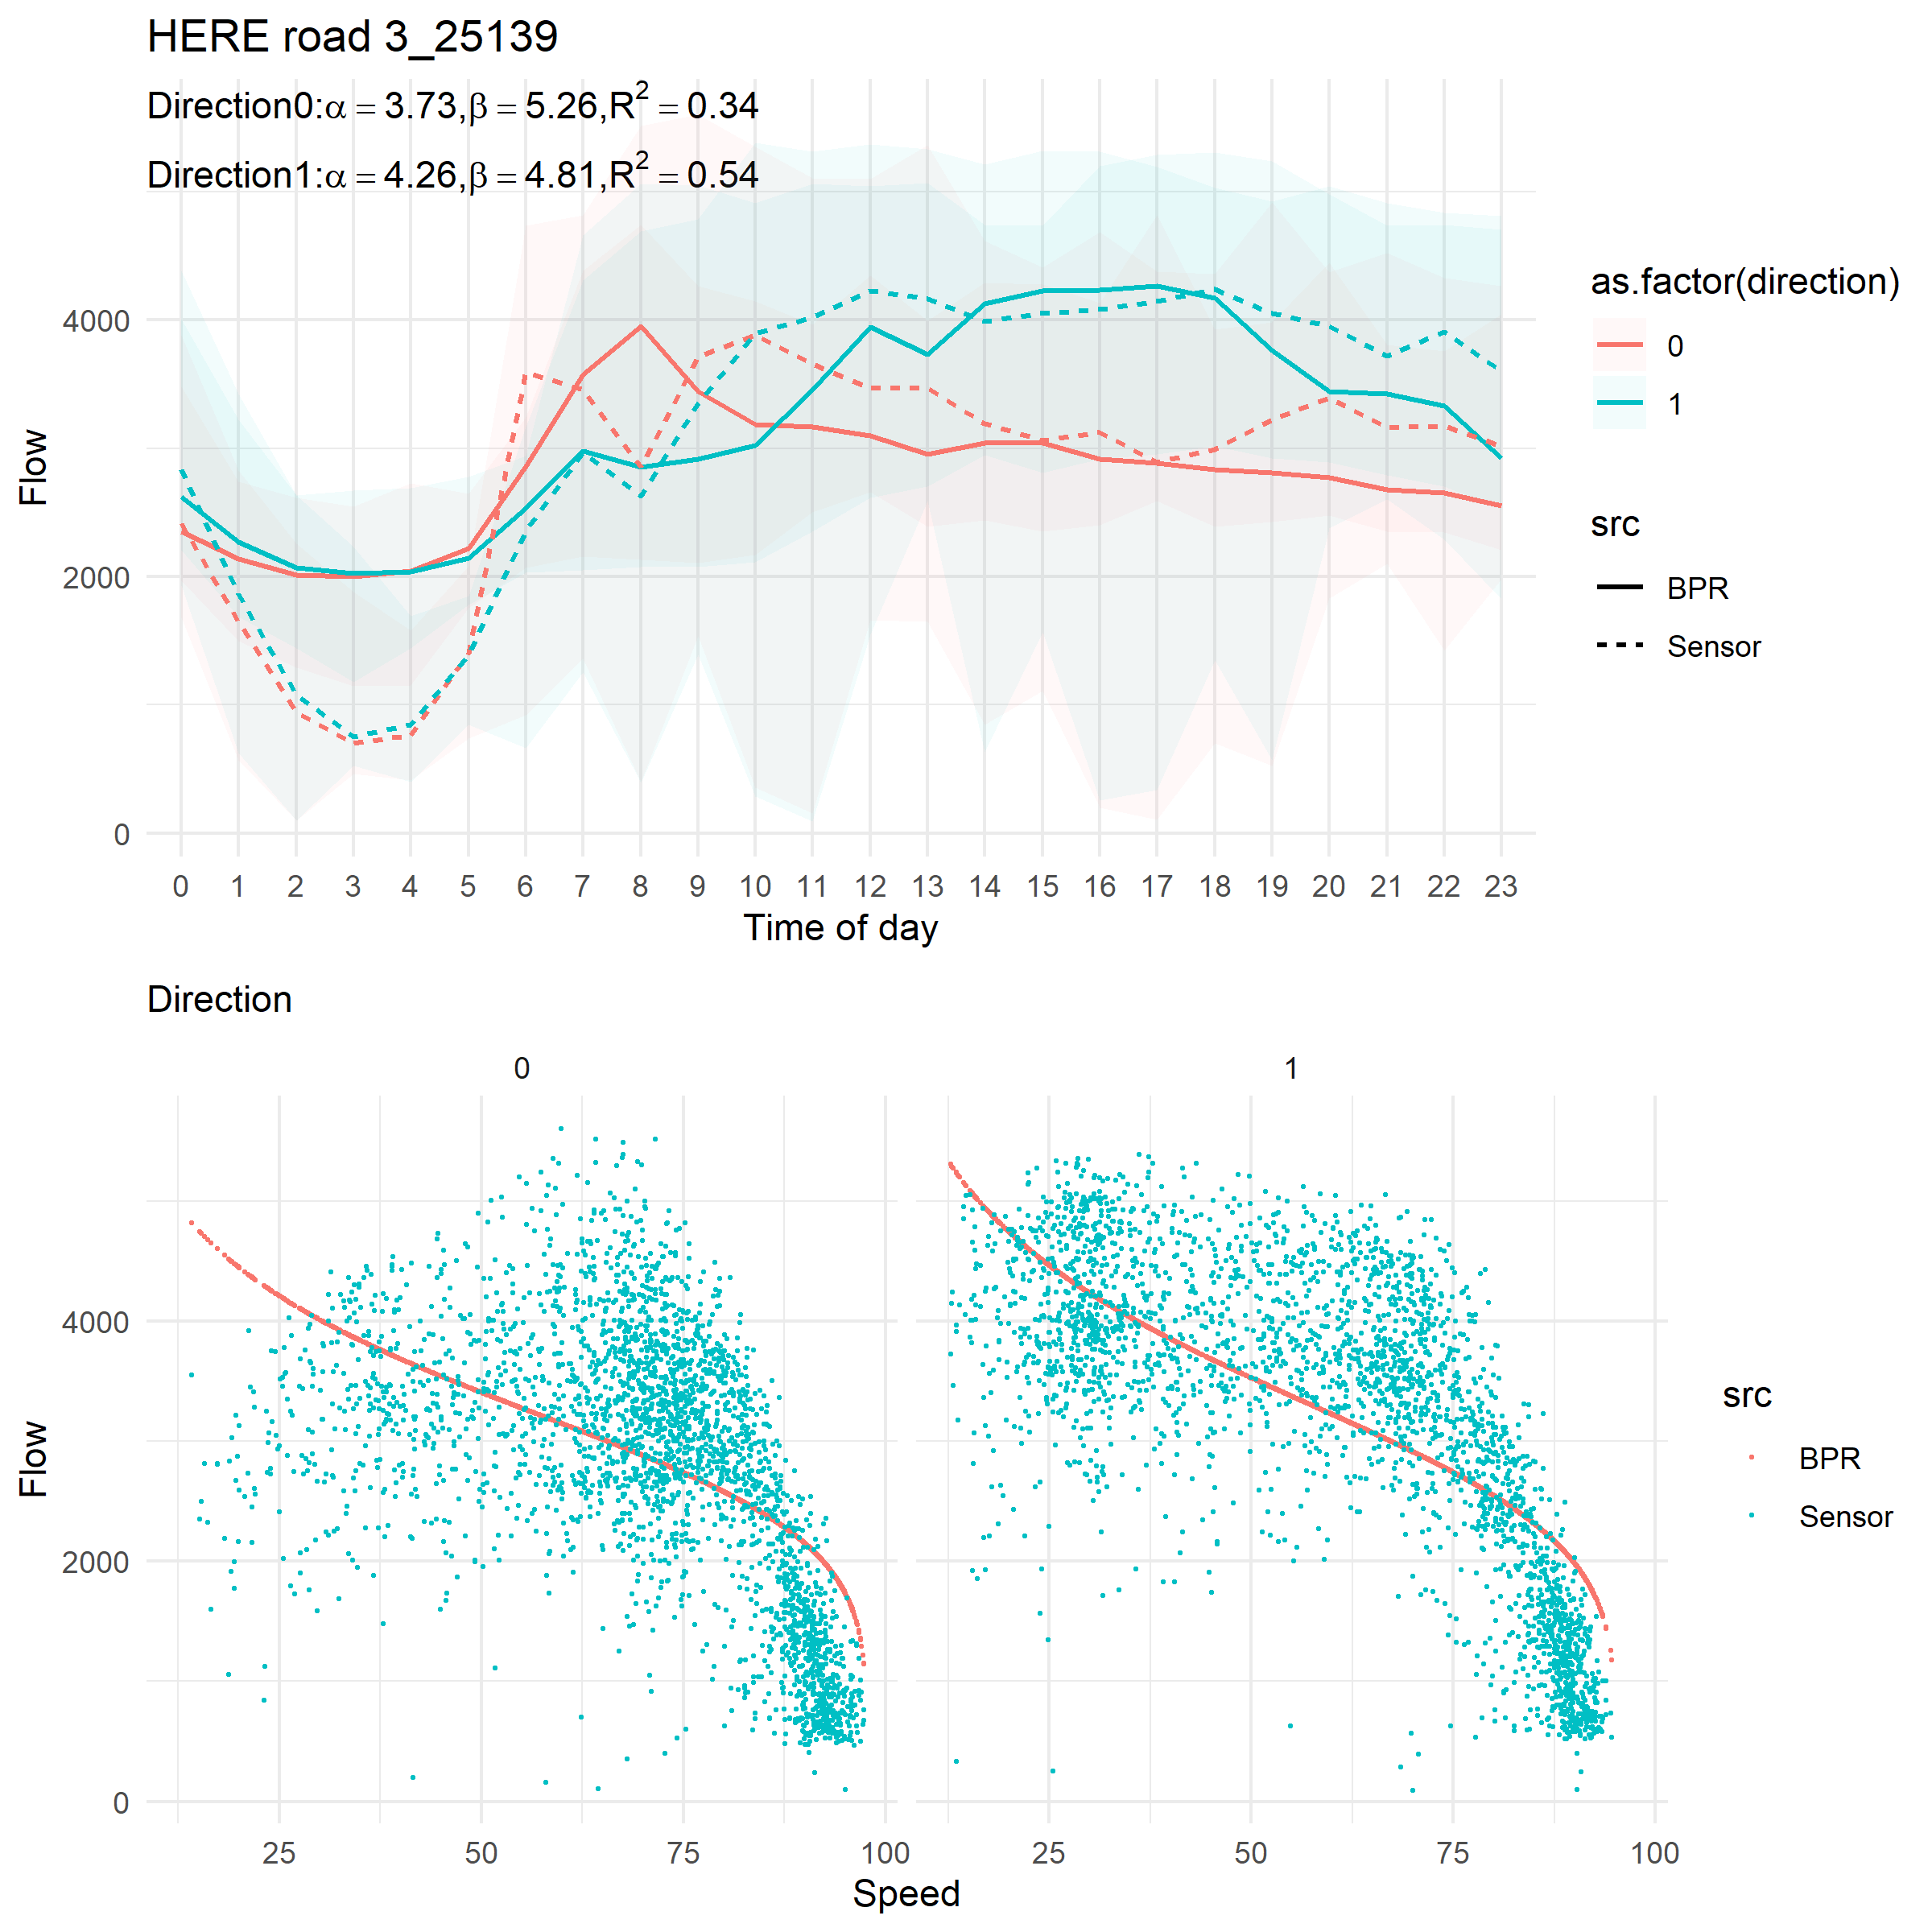 HERE road 3_25139
Direction0:α = 3.73,β = 5.26,R² = 0.34
Direction1:α = 4.26,β = 4.81,R² = 0.54
Flow
4000
2000
0
0 1 2 3 4 5 6 7 8 9 10 11 12 13 14 15 16 17 18 19 20 21 22 23
Time of day
as.factor(direction)
0
1
src
BPR
Sensor
Direction
0 1
Flow
4000
2000
0
25 50 75 100 25 50 75 100
Speed
src
BPR
Sensor